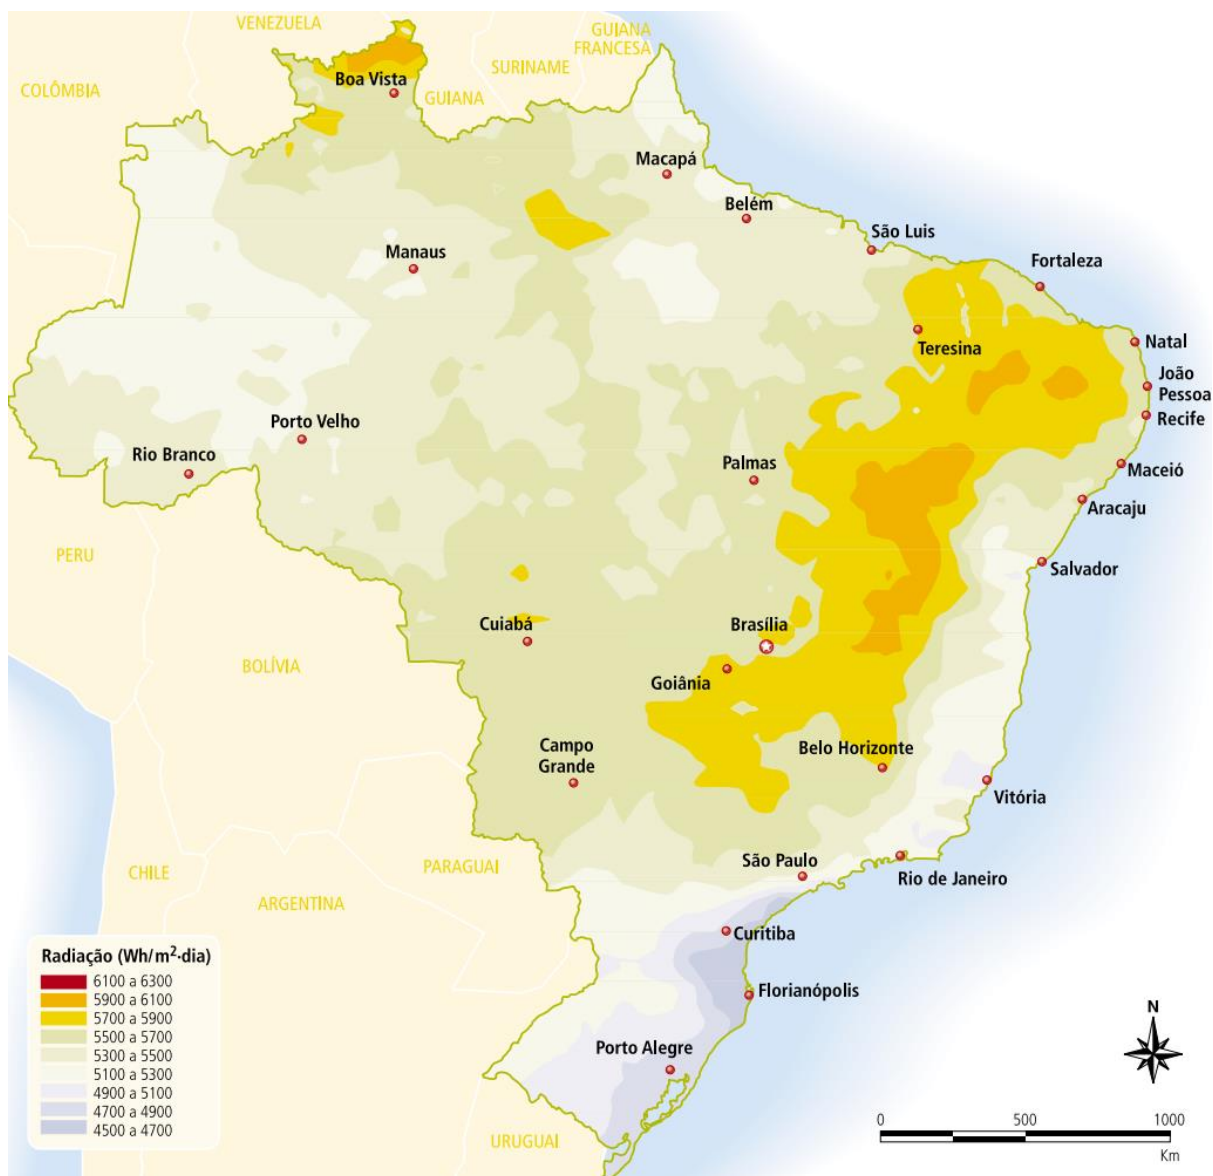 VENEZUELA
GUIANA
FRANCESA
SURINAME
COLÔMBIA
Boa Vista
GUIANA
Macapá
Belém
São Luis
Manaus
Fortaleza
Teresina
Natal
João
Pessoa
Recife
Porto Velho
Rio Branco
Palmas
Maceió
Aracaju
PERU
Salvador
Cuiabá
Brasília
BOLÍVIA
Goiânia
Campo
Grande
Belo Horizonte
Vitória
São Paulo
Rio de Janeiro
CHILE
PARAGUAI
ARGENTINA
Curitiba
Florianópolis
Porto Alegre
URUGUAI
Radiação (Wh/m²·dia)
6100 a 6300
5900 a 6100
5700 a 5900
5500 a 5700
5300 a 5500
5100 a 5300
4900 a 5100
4700 a 4900
4500 a 4700
N
0 500 1000
Km